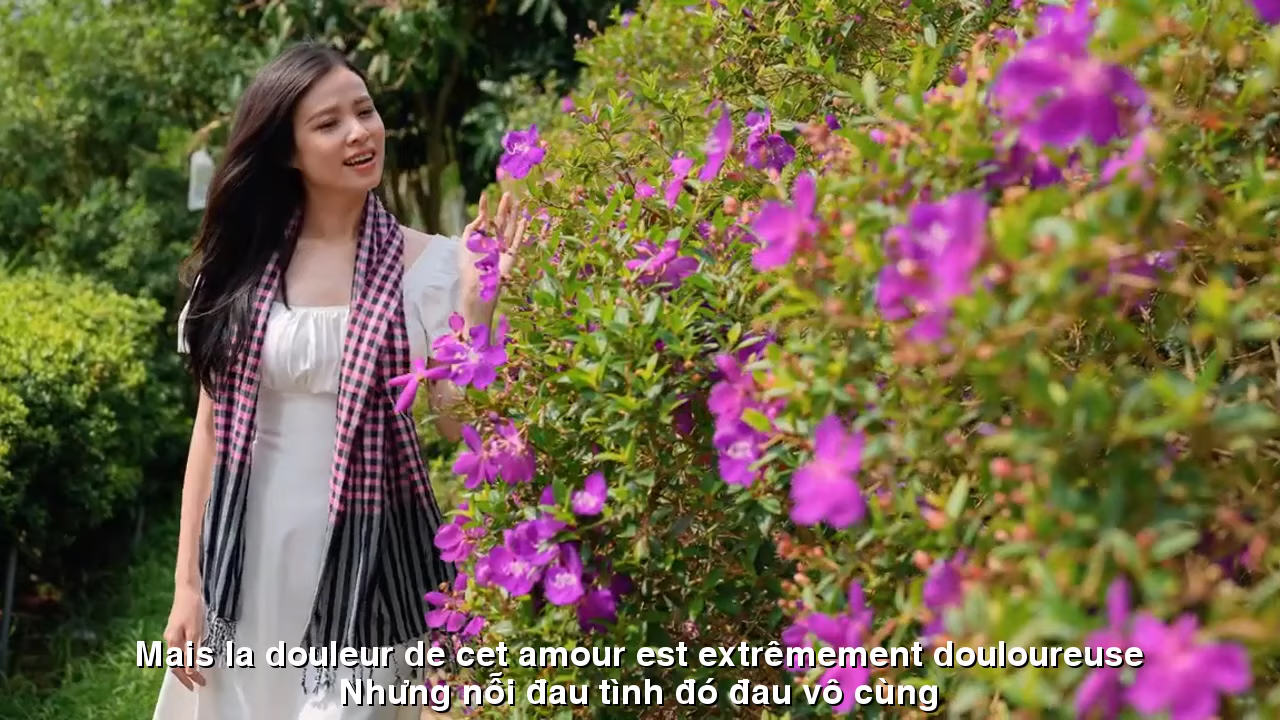 Mais la douleur de cet amour est extrêmement douloureuse
Nhưng nỗi đau tình đó đau vô cùng